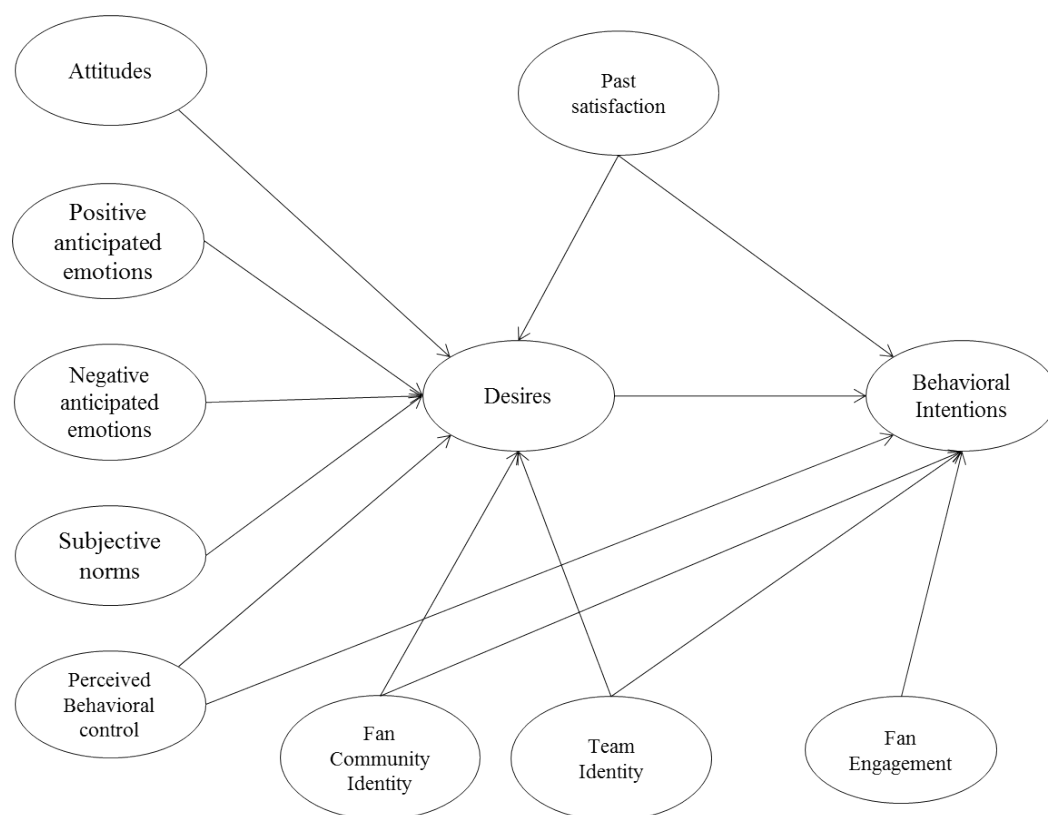 Attitudes
Past
satisfaction
Positive
anticipated
emotions
Negative
anticipated
emotions
Desires
Behavioral
Intentions
Subjective
norms
Perceived
Behavioral
control
Fan
Community
Identity
Team
Identity
Fan
Engagement